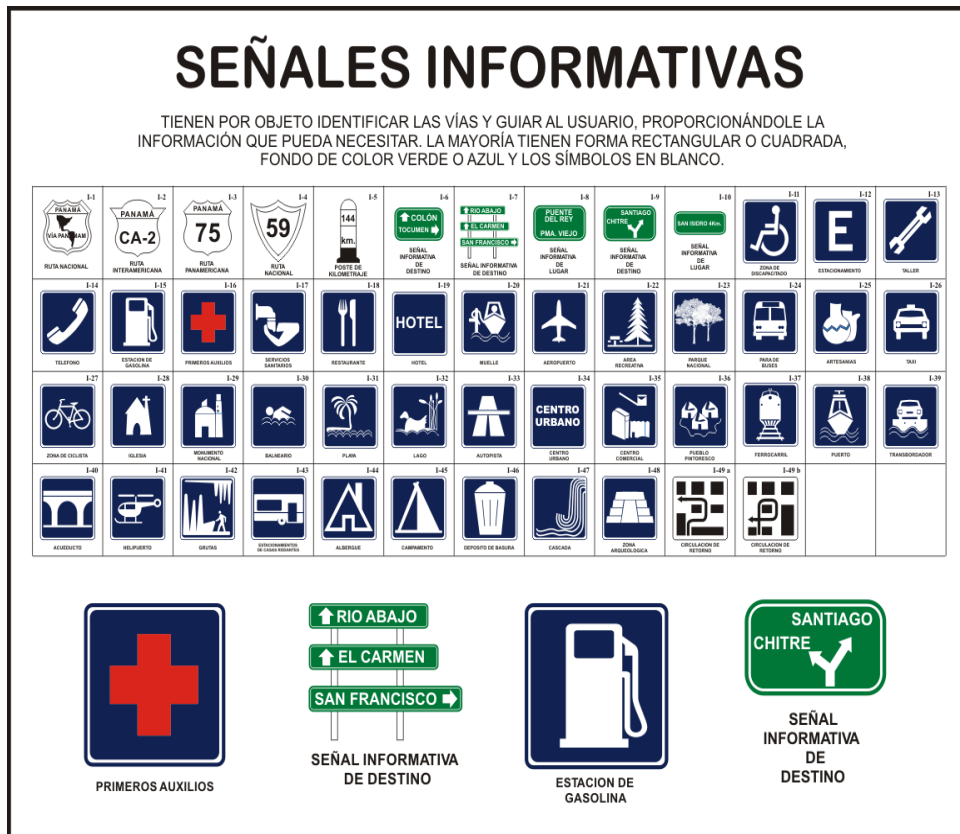 SEÑALES INFORMATIVAS
TIENEN POR OBJETO IDENTIFICAR LAS VÍAS Y GUIAR AL USUARIO, PROPORCIONÁNDOLE LA
INFORMACIÓN QUE PUEDA NECESITAR. LA MAYORÍA TIENEN FORMA RECTANGULAR O CUADRADA,
FONDO DE COLOR VERDE O AZUL Y LOS SÍMBOLOS EN BLANCO.
I-1
PANAMÁ
VÍA PANAMAM
RUTA NACIONAL
I-2
PANAMÁ
CA-2
RUTA
INTERAMERICANA
I-3
PANAMÁ
75
RUTA
PANAMERICANA
I-4
59
RUTA
NACIONAL
I-5
144
km.
POSTE DE
KILOMETRAJE
I-6
COLÓN
TOCUMEN
SEÑAL
INFORMATIVA
DE
DESTINO
I-7
RIO ABAJO
EL CARMEN
SAN FRANCISCO
SEÑAL INFORMATIVA
DE DESTINO
I-8
PUENTE
DEL REY
PMA. VIEJO
SEÑAL
INFORMATIVA
DE
LUGAR
I-9
SANTIAGO
CHITRE
SEÑAL
INFORMATIVA
DE
DESTINO
I-10
SAN ISIDRO 4Km.
SEÑAL
INFORMATIVA
DE
LUGAR
I-11
ZONA DE
DISCAPACITADO
I-12
E
ESTACIONAMIENTO
I-13
TALLER
I-14
TELEFONO
I-15
ESTACION DE
GASOLINA
I-16
PRIMEROS AUXILIOS
I-17
SERVICIOS
SANITARIOS
I-18
RESTAURANTE
I-19
HOTEL
HOTEL
I-20
MUELLE
I-21
AEROPUERTO
I-22
AREA
RECREATIVA
I-23
PARQUE
NACIONAL
I-24
PARA DE
BUSES
I-25
ARTESANIAS
I-26
TAXI
I-27
ZONA DE CICLISTA
I-28
IGLESIA
I-29
MONUMENTO
NACIONAL
I-30
BALNEARIO
I-31
PLAYA
I-32
LAGO
I-33
AUTOPISTA
I-34
CENTRO
URBANO
CENTRO
URBANO
I-35
CENTRO
COMERCIAL
I-36
PUEBLO
PINTORESCO
I-37
FERROCARRIL
I-38
PUERTO
I-39
TRANSBORDADOR
I-40
ACUEDUCTO
I-41
HELIPUERTO
I-42
GRUTAS
I-43
ESTACIONAMIENTOS
DE CASAS RODANTES
I-44
ALBERGUE
I-45
CAMPAMENTO
I-46
DEPOSITO DE BASURA
I-47
CASCADA
I-48
ZONA
ARQUEOLOGICA
I-49 a
CIRCULACION DE
RETORNO
I-49 b
CIRCULACION DE
RETORNO
PRIMEROS AUXILIOS
RIO ABAJO
EL CARMEN
SAN FRANCISCO
SEÑAL INFORMATIVA
DE DESTINO
ESTACION DE
GASOLINA
SANTIAGO
CHITRE
SEÑAL
INFORMATIVA
DE
DESTINO